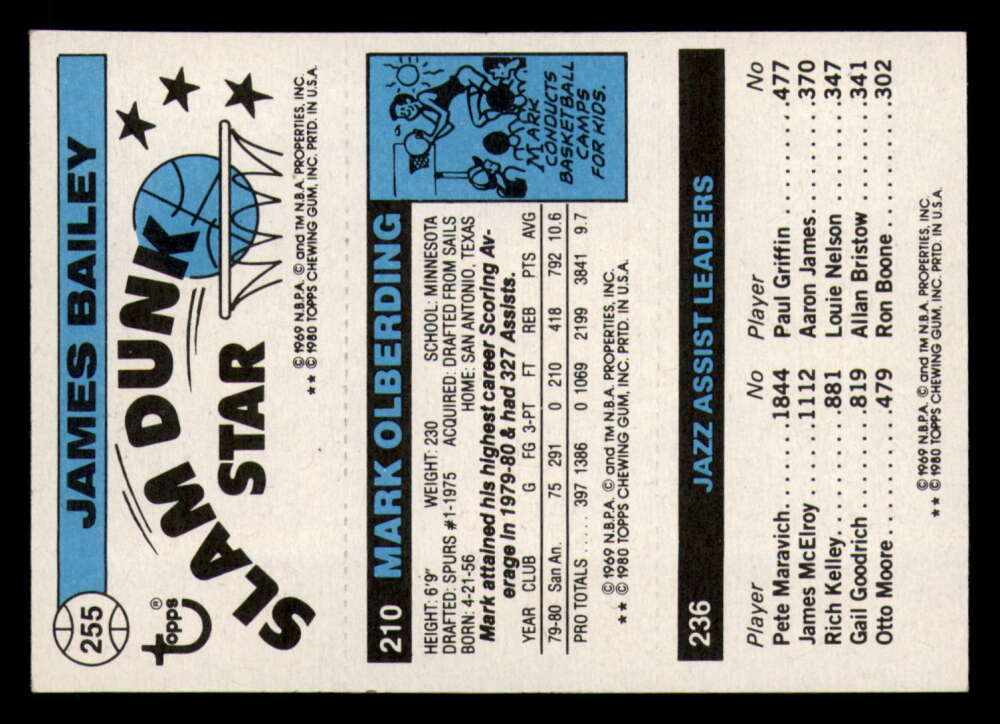 255
JAMES BAILEY
topps®
SLAM DUNK
STAR
© 1969 N.B.P.A. © and TM N.B.A. PROPERTIES, INC.
★★ © 1980 TOPPS CHEWING GUM, INC. PRTD. IN U.S.A.
210 MARK OLBERDING
MARK
CONDUCTS
BASKETBALL
CAMPS
FOR KIDS.
HEIGHT: 6'9" WEIGHT: 230 SCHOOL: MINNESOTA
DRAFTED: SPURS #1-1975 ACQUIRED: DRAFTED FROM SAILS
BORN: 4-21-56 HOME: SAN ANTONIO, TEXAS
Mark attained his highest career Scoring Av-
erage in 1979-80 & had 327 Assists.
YEAR CLUB G FG 3-PT FT REB PTS AVG
79-80 San An. 75 291 0 210 418 792 10.6
PRO TOTALS ..... 397 1386 0 1069 2199 3841 9.7
© 1969 N.B.P.A. © and TM N.B.A. PROPERTIES, INC.
★★ © 1980 TOPPS CHEWING GUM, INC. PRTD. IN U.S.A.
236 JAZZ ASSIST LEADERS
Player No Player No
Pete Maravich.....1844 Paul Griffin........477
James McElroy....1112 Aaron James.......370
Rich Kelley........881 Louie Nelson......347
Gail Goodrich......819 Allan Bristow......341
Otto Moore........479 Ron Boone........302
© 1969 N.B.P.A. © and TM N.B.A. PROPERTIES, INC.
★★ © 1980 TOPPS CHEWING GUM, INC. PRTD. IN U.S.A.